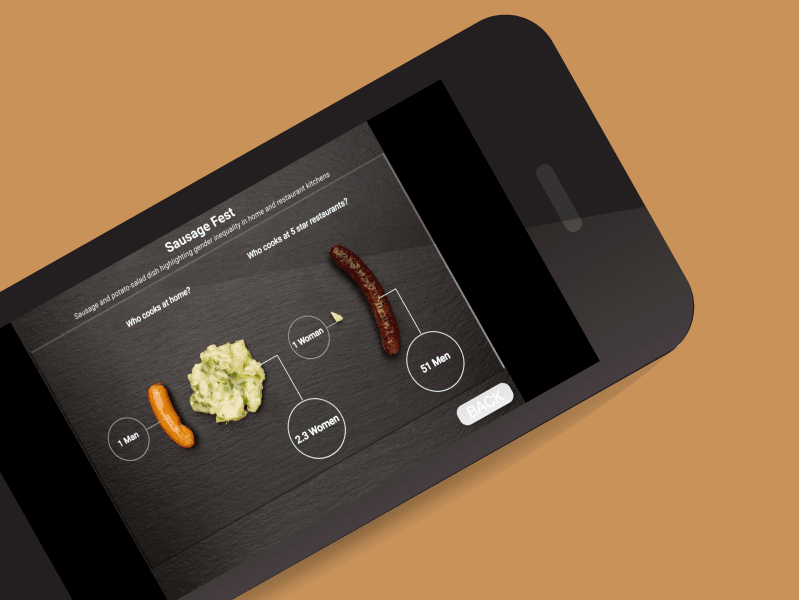 Sausage Fest
Sausage and potato-salad dish highlighting gender inequality in home and restaurant kitchens
Who cooks at home?
Who cooks at 5 star restaurants?
1 Man
2,3 Women
1 Woman
51 Men
BACK